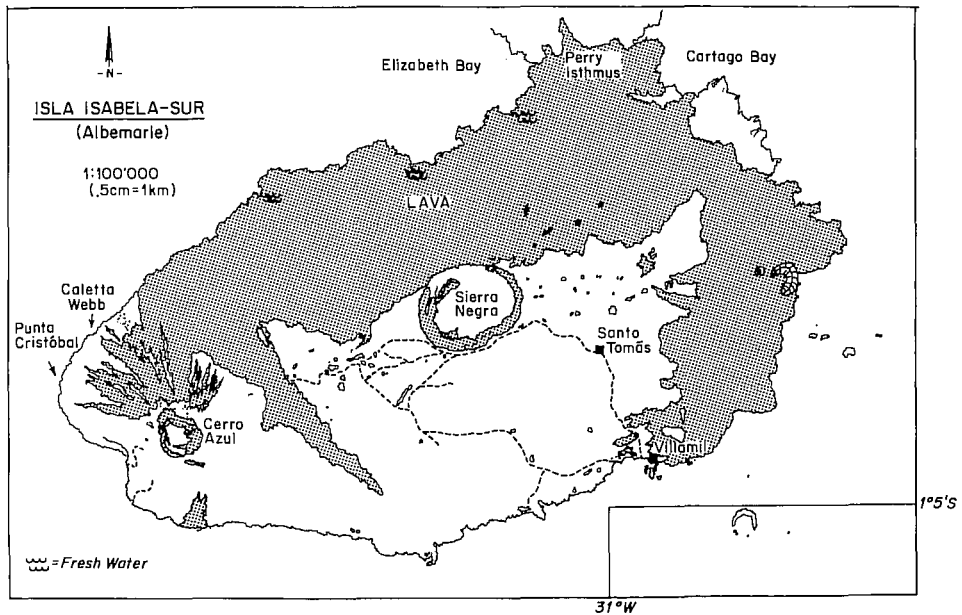 -N-
ISLA ISABELA-SUR
(Albemarle)
1:100'000
(.5cm=1km)
Elizabeth Bay
Perry
Isthmus
Cartago Bay
LAVA
Caletta
Webb
Punta
Cristóbal
Sierra
Negra
Santo
Tomás
Cerro
Azul
Villamil
1°5'S
=Fresh Water
31°W